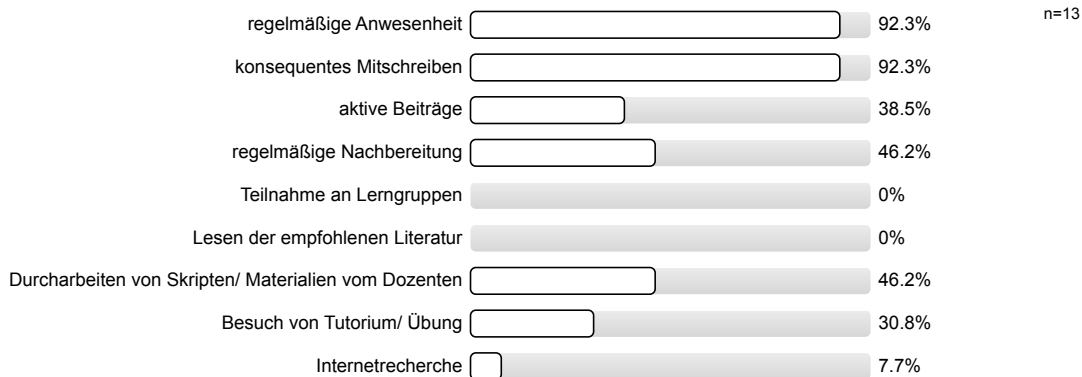 n=13
regelmäßige Anwesenheit 92.3%
konsequentes Mitschreiben 92.3%
aktive Beiträge 38.5%
regelmäßige Nachbereitung 46.2%
Teilnahme an Lerngruppen 0%
Lesen der empfohlenen Literatur 0%
Durcharbeiten von Skripten/ Materialien vom Dozenten 46.2%
Besuch von Tutorium/ Übung 30.8%
Internetrecherche 7.7%